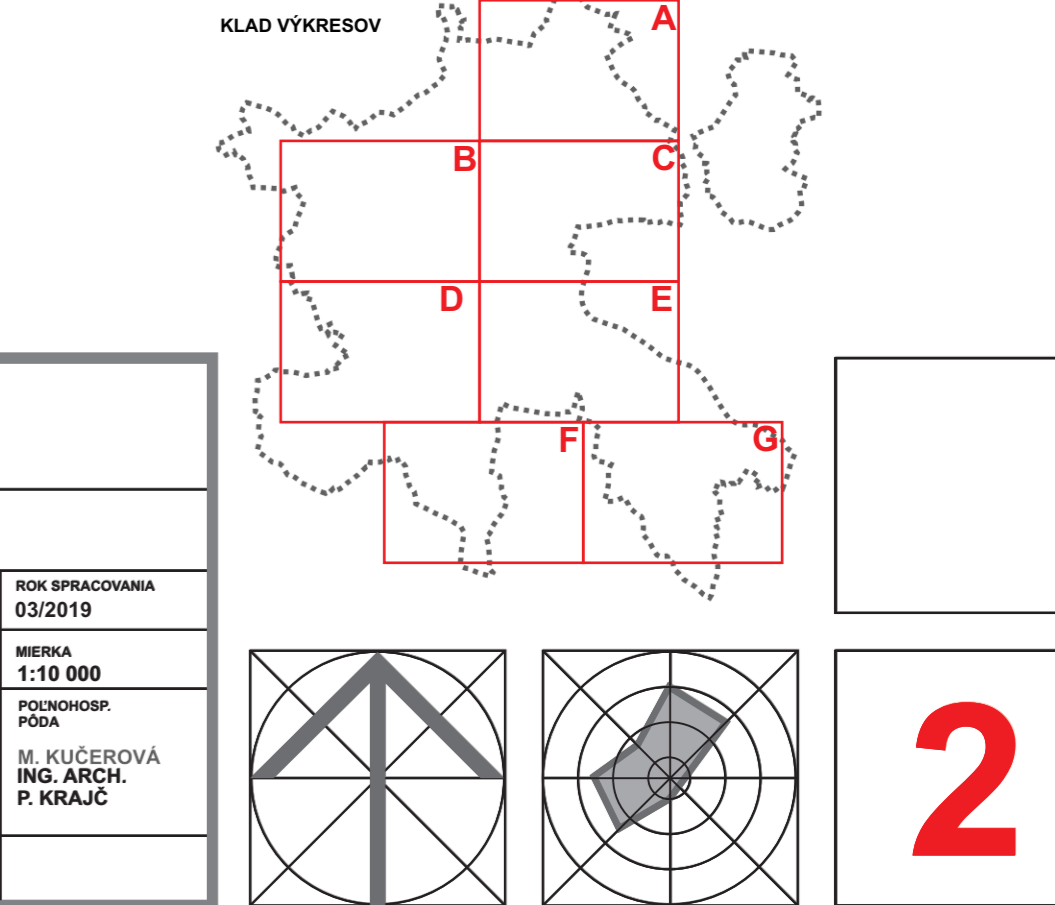 KLAD VÝKRESOV
A
B
C
D
E
F
G
ROK SPRACOVANIA
03/2019
MIERKA
1:10 000
POĽNOHOSP.
PÔDA
M. KUČEROVÁ
ING. ARCH.
P. KRAJČ
2